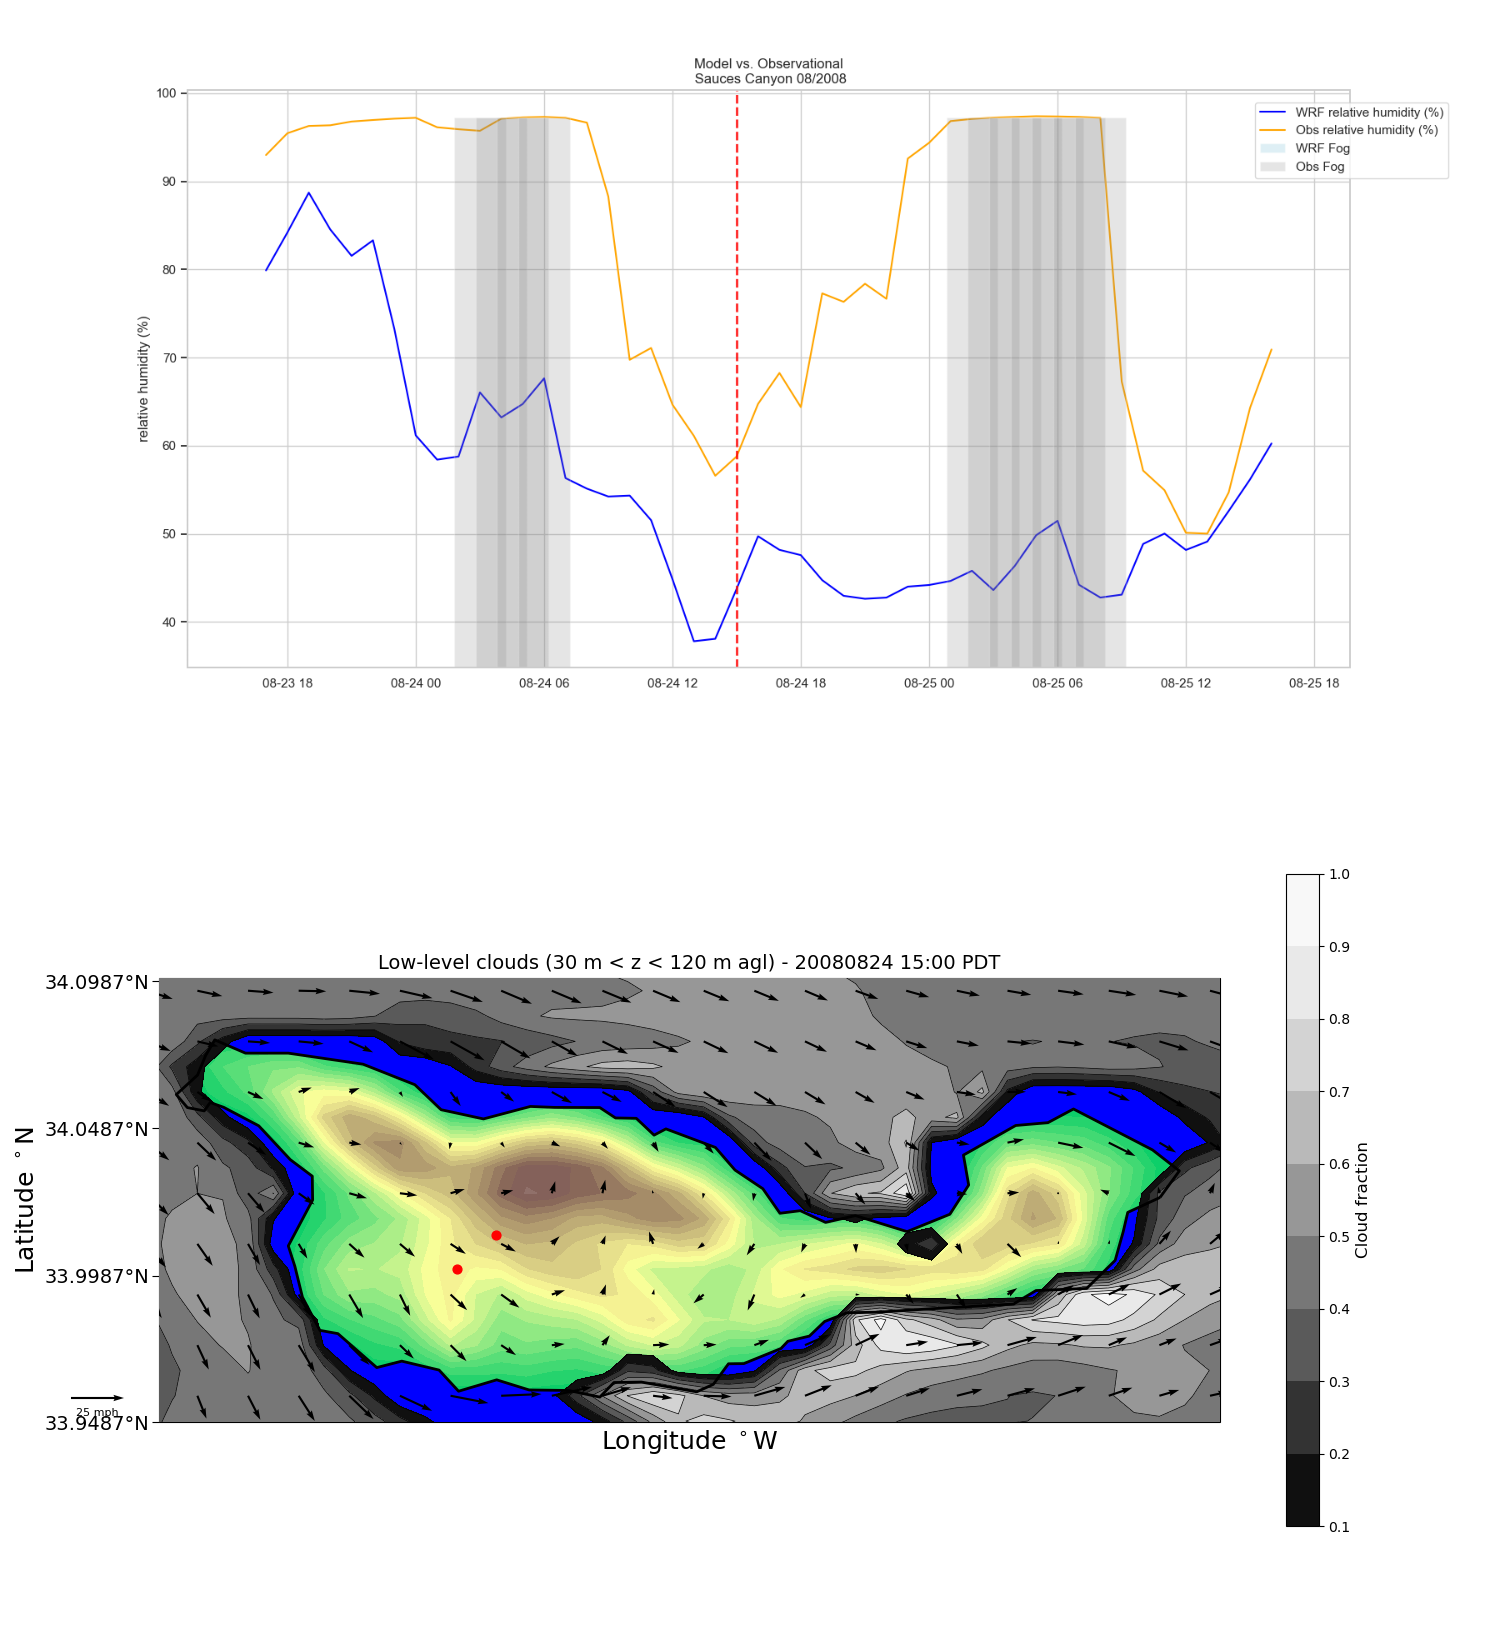 Model vs. Observational
Sauces Canyon 08/2008
100
90
80
70
60
50
40
relative humidity (%)
WRF relative humidity (%)
Obs relative humidity (%)
WRF Fog
Obs Fog
08-23 18
08-24 00
08-24 06
08-24 12
08-24 18
08-25 00
08-25 06
08-25 12
08-25 18
Low-level clouds (30 m < z < 120 m agl) - 20080824 15:00 PDT
34.0987°N
34.0487°N
33.9987°N
33.9487°N
Latitude °N
25 mph
Longitude °W
1.0
0.9
0.8
0.7
0.6
0.5
0.4
0.3
0.2
0.1
Cloud fraction